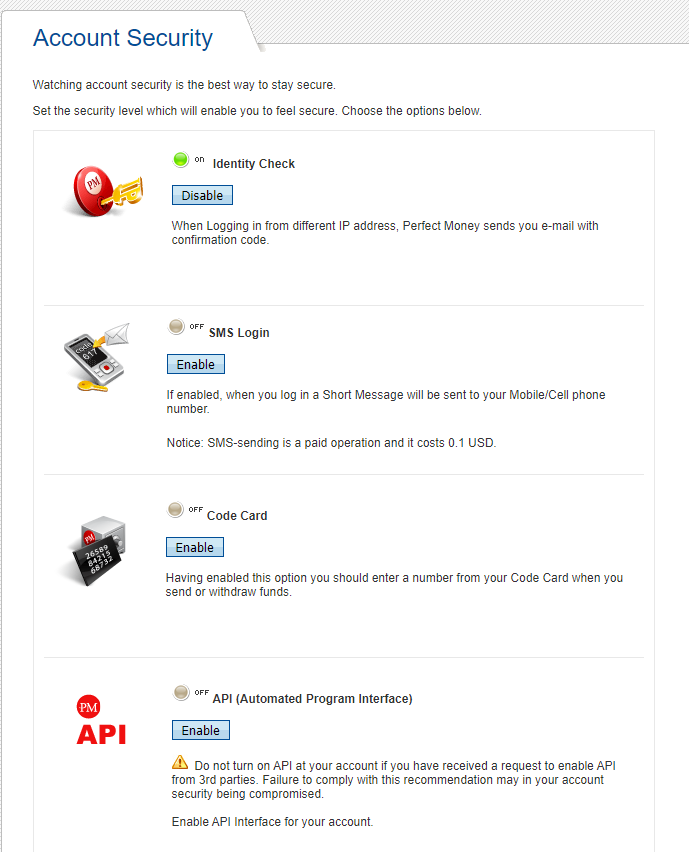 Account Security
Watching account security is the best way to stay secure.
Set the security level which will enable you to feel secure. Choose the options below.
PM
on Identity Check
Disable
When Logging in from different IP address, Perfect Money sends you e-mail with
confirmation code.
code
617
OFF SMS Login
Enable
If enabled, when you log in a Short Message will be sent to your Mobile/Cell phone
number.
Notice: SMS-sending is a paid operation and it costs 0.1 USD.
PM
26589
84215
68732
OFF Code Card
Enable
Having enabled this option you should enter a number from your Code Card when you
send or withdraw funds.
PM
API
OFF API (Automated Program Interface)
Enable
Do not turn on API at your account if you have received a request to enable API
from 3rd parties. Failure to comply with this recommendation may in your account
security being compromised.
Enable API Interface for your account.